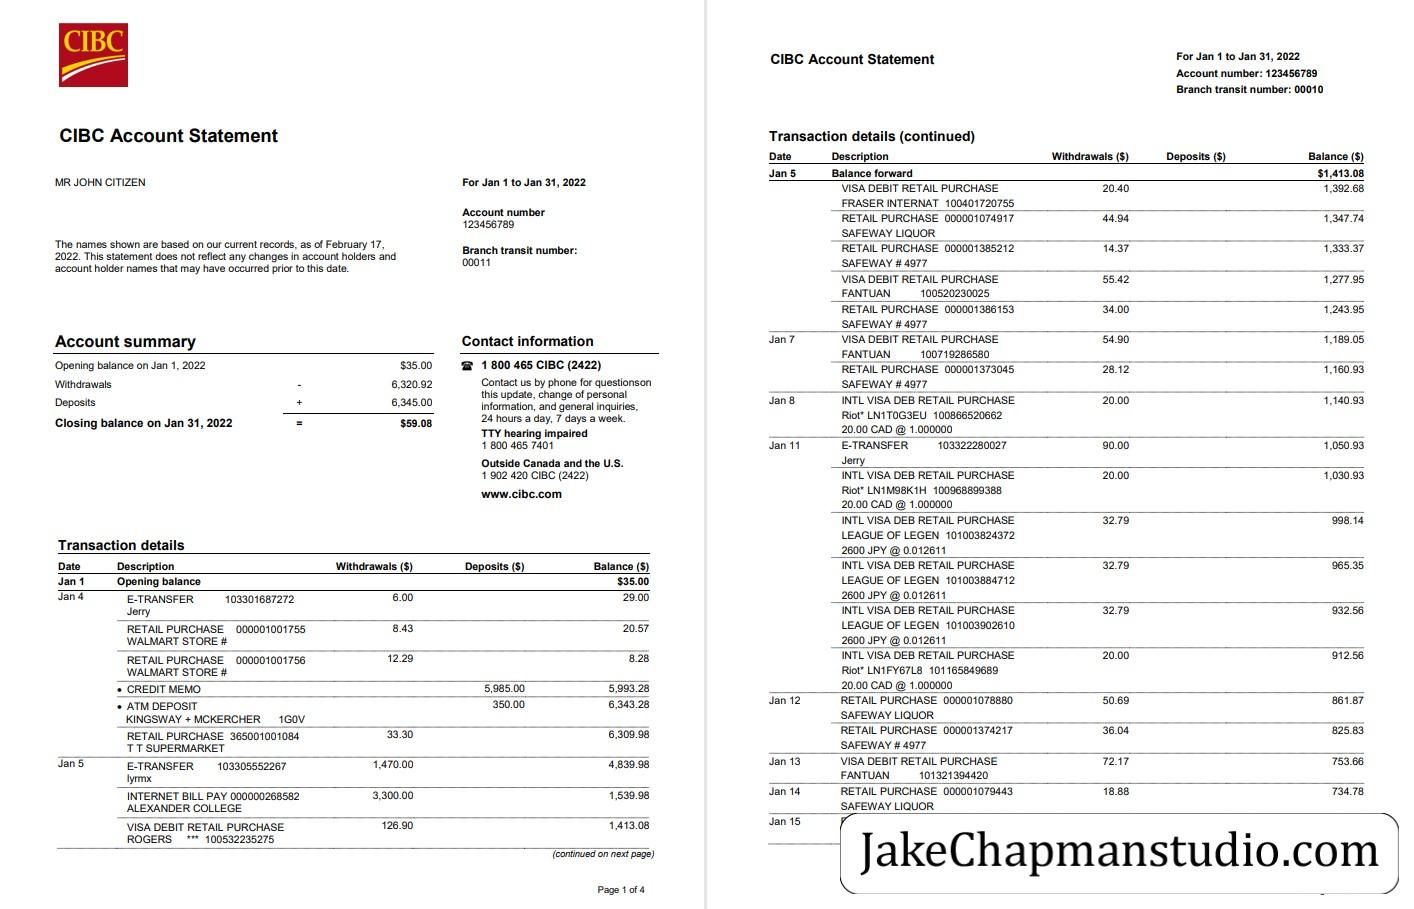 CIBC
CIBC Account Statement
MR JOHN CITIZEN
For Jan 1 to Jan 31, 2022
Account number
123456789
The names shown are based on our current records, as of February 17,
2022. This statement does not reflect any changes in account holders and
account holder names that may have occurred prior to this date.
Branch transit number:
00011
Account summary
Opening balance on Jan 1, 2022 $35.00
Withdrawals - 6,320.92
Deposits + 6,345.00
Closing balance on Jan 31, 2022 = $59.08
Contact information
1 800 465 CIBC (2422)
Contact us by phone for questionson
this update, change of personal
information, and general inquiries,
24 hours a day, 7 days a week.
TTY hearing impaired
1 800 465 7401
Outside Canada and the U.S.
1 902 420 CIBC (2422)
www.cibc.com
Transaction details
Date Description Withdrawals ($) Deposits ($) Balance ($)
Jan 1 Opening balance $35.00
Jan 4 E-TRANSFER 103301687272 6.00 29.00
Jerry
RETAIL PURCHASE 000001001755 8.43 20.57
WALMART STORE #
RETAIL PURCHASE 000001001756 12.29 8.28
WALMART STORE #
• CREDIT MEMO 5,985.00 5,993.28
• ATM DEPOSIT 350.00 6,343.28
KINGSWAY + MCKERCHER 1G0V
RETAIL PURCHASE 365001001084 33.30 6,309.98
T T SUPERMARKET
Jan 5 E-TRANSFER 103305552267 1,470.00 4,839.98
lyrmx
INTERNET BILL PAY 000000268582 3,300.00 1,539.98
ALEXANDER COLLEGE
VISA DEBIT RETAIL PURCHASE 126.90 1,413.08
ROGERS *** 100532235275
(continued on next page)
Page 1 of 4
CIBC Account Statement
For Jan 1 to Jan 31, 2022
Account number: 123456789
Branch transit number: 00010
Transaction details (continued)
Date Description Withdrawals ($) Deposits ($) Balance ($)
Jan 5 Balance forward $1,413.08
VISA DEBIT RETAIL PURCHASE 20.40 1,392.68
FRASER INTERNAT 100401720755
RETAIL PURCHASE 000001074917 44.94 1,347.74
SAFEWAY LIQUOR
RETAIL PURCHASE 000001385212 14.37 1,333.37
SAFEWAY # 4977
VISA DEBIT RETAIL PURCHASE 55.42 1,277.95
FANTUAN 100520230025
RETAIL PURCHASE 000001386153 34.00 1,243.95
SAFEWAY # 4977
Jan 7 VISA DEBIT RETAIL PURCHASE 54.90 1,189.05
FANTUAN 100719286580
RETAIL PURCHASE 000001373045 28.12 1,160.93
SAFEWAY # 4977
Jan 8 INTL VISA DEB RETAIL PURCHASE 20.00 1,140.93
Riot* LN1T0G3EU 100866520662
20.00 CAD @ 1.000000
Jan 11 E-TRANSFER 103322280027 90.00 1,050.93
Jerry
INTL VISA DEB RETAIL PURCHASE 20.00 1,030.93
Riot* LN1M98K1H 100968899388
20.00 CAD @ 1.000000
INTL VISA DEB RETAIL PURCHASE 32.79 998.14
LEAGUE OF LEGEN 101003824372
2600 JPY @ 0.012611
INTL VISA DEB RETAIL PURCHASE 32.79 965.35
LEAGUE OF LEGEN 101003884712
2600 JPY @ 0.012611
INTL VISA DEB RETAIL PURCHASE 32.79 932.56
LEAGUE OF LEGEN 101003902610
2600 JPY @ 0.012611
INTL VISA DEB RETAIL PURCHASE 20.00 912.56
Riot* LN1FY67L8 101165849689
20.00 CAD @ 1.000000
Jan 12 RETAIL PURCHASE 000001078880 50.69 861.87
SAFEWAY LIQUOR
RETAIL PURCHASE 000001374217 36.04 825.83
SAFEWAY # 4977
Jan 13 VISA DEBIT RETAIL PURCHASE 72.17 753.66
FANTUAN 101321394420
Jan 14 RETAIL PURCHASE 000001079443 18.88 734.78
SAFEWAY LIQUOR
Jan 15
JakeChapmanstudio.com